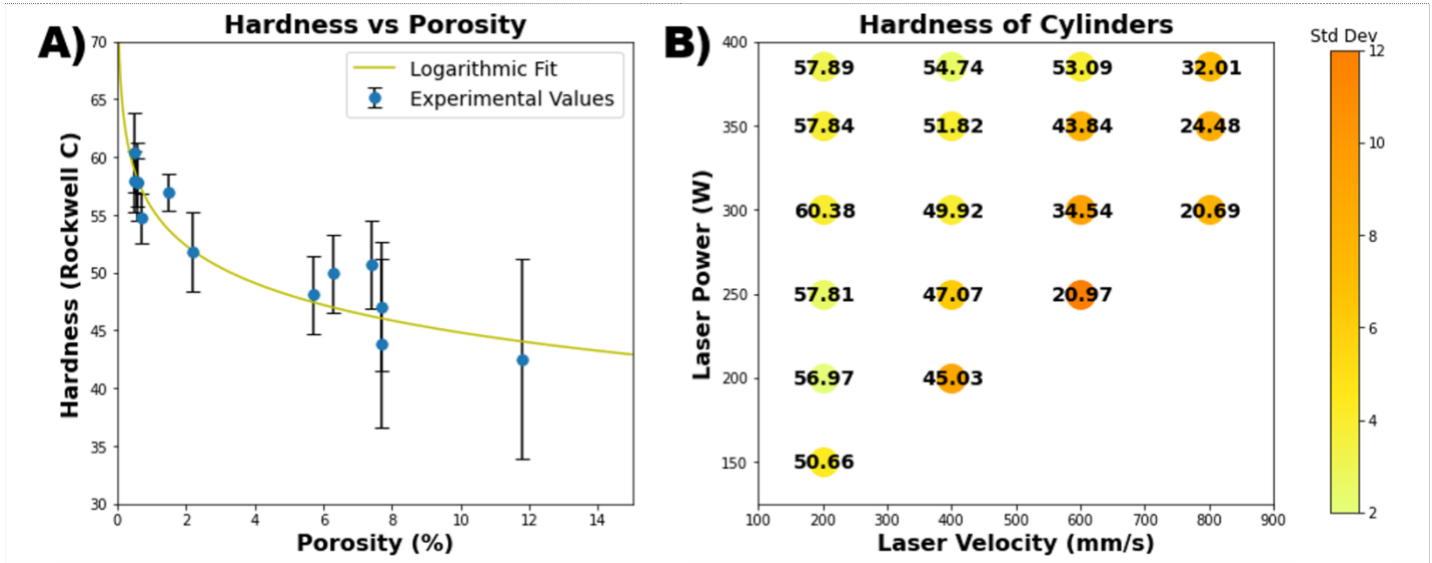 A)
Hardness vs Porosity
Logarithmic Fit
Experimental Values
Hardness (Rockwell C)
70
65
60
55
50
45
40
35
30
0 2 4 6 8 10 12 14
Porosity (%)
B)
Hardness of Cylinders
Laser Power (W)
400
350
300
250
200
150
57.89 54.74 53.09 32.01
57.84 51.82 43.84 24.48
60.38 49.92 34.54 20.69
57.81 47.07 20.97
56.97 45.03
50.66
100 200 300 400 500 600 700 800 900
Laser Velocity (mm/s)
Std Dev
12
10
8
6
4
2